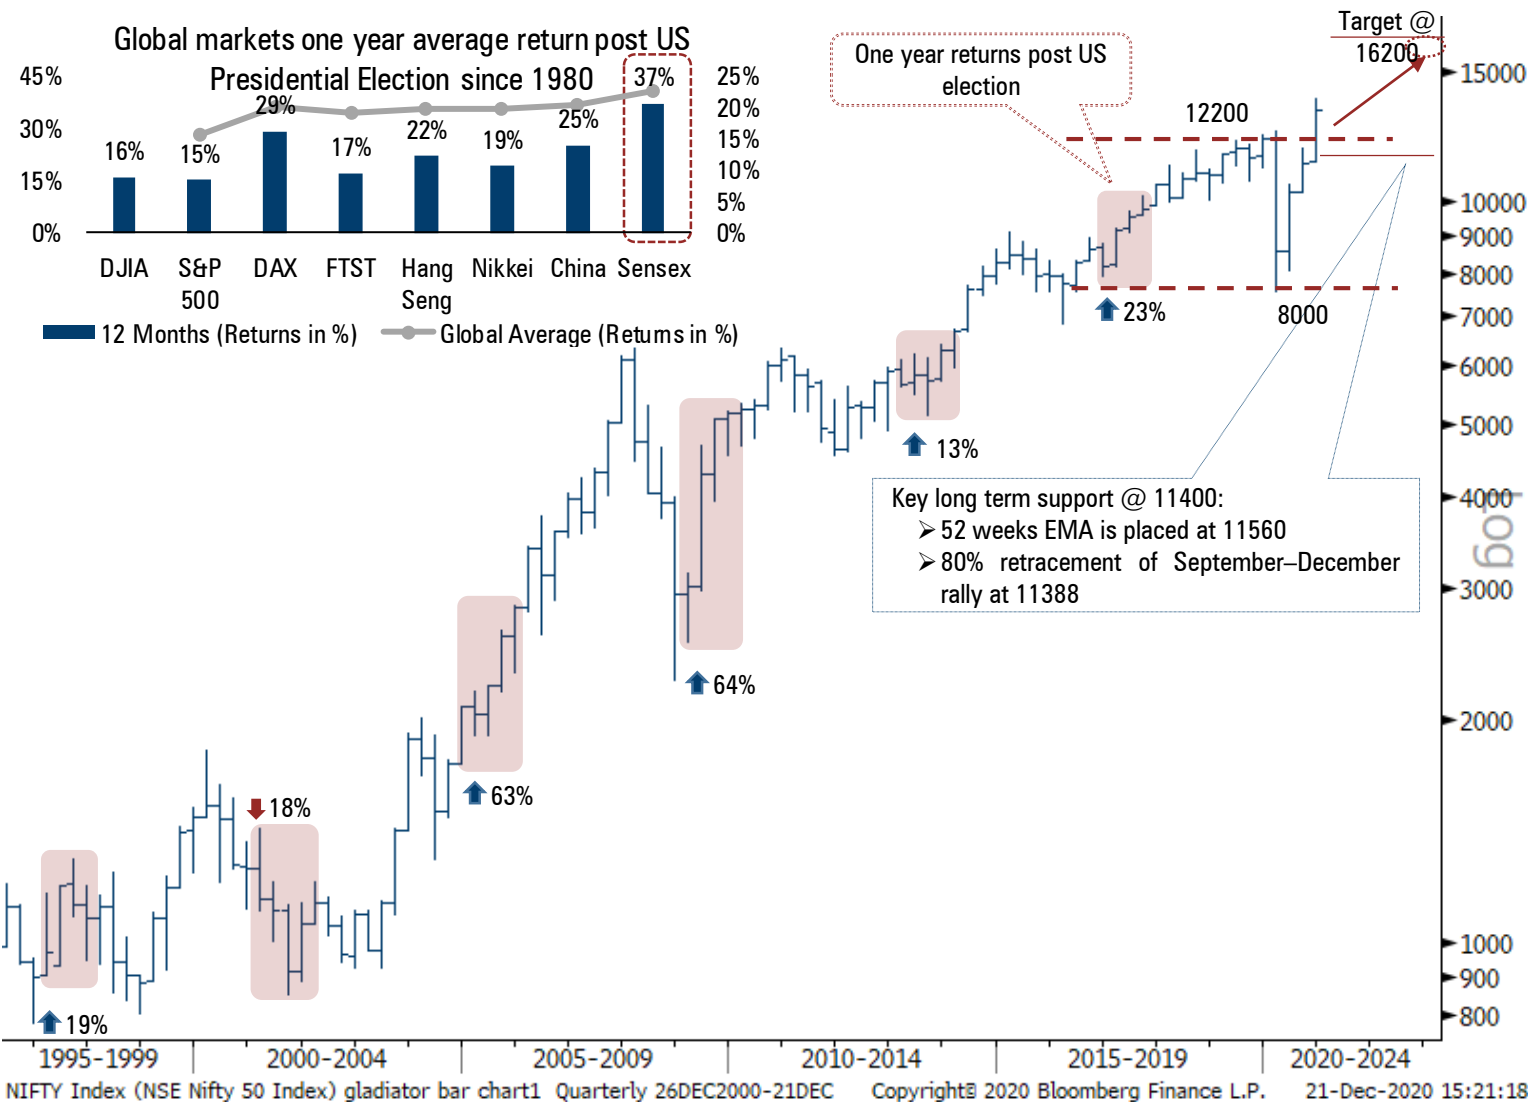 Global markets one year average return post US
Presidential Election since 1980
45%
30%
15%
0%
25%
20%
15%
10%
5%
0%
16%
15%
29%
17%
22%
19%
25%
37%
DJIA
S&P
500
DAX
FTST
Hang
Seng
Nikkei
China
Sensex
12 Months (Returns in %)
Global Average (Returns in %)
One year returns post US
election
Target @
16200
12200
8000
23%
13%
64%
63%
18%
19%
Key long term support @ 11400:
➢ 52 weeks EMA is placed at 11560
➢ 80% retracement of September–December
rally at 11388
15000
10000
9000
8000
7000
6000
5000
4000
3000
2000
1000
900
800
Log
1995-1999
2000-2004
2005-2009
2010-2014
2015-2019
2020-2024
NIFTY Index (NSE Nifty 50 Index) gladiator bar chart1 Quarterly 26DEC2000-21DEC Copyright© 2020 Bloomberg Finance L.P. 21-Dec-2020 15:21:18